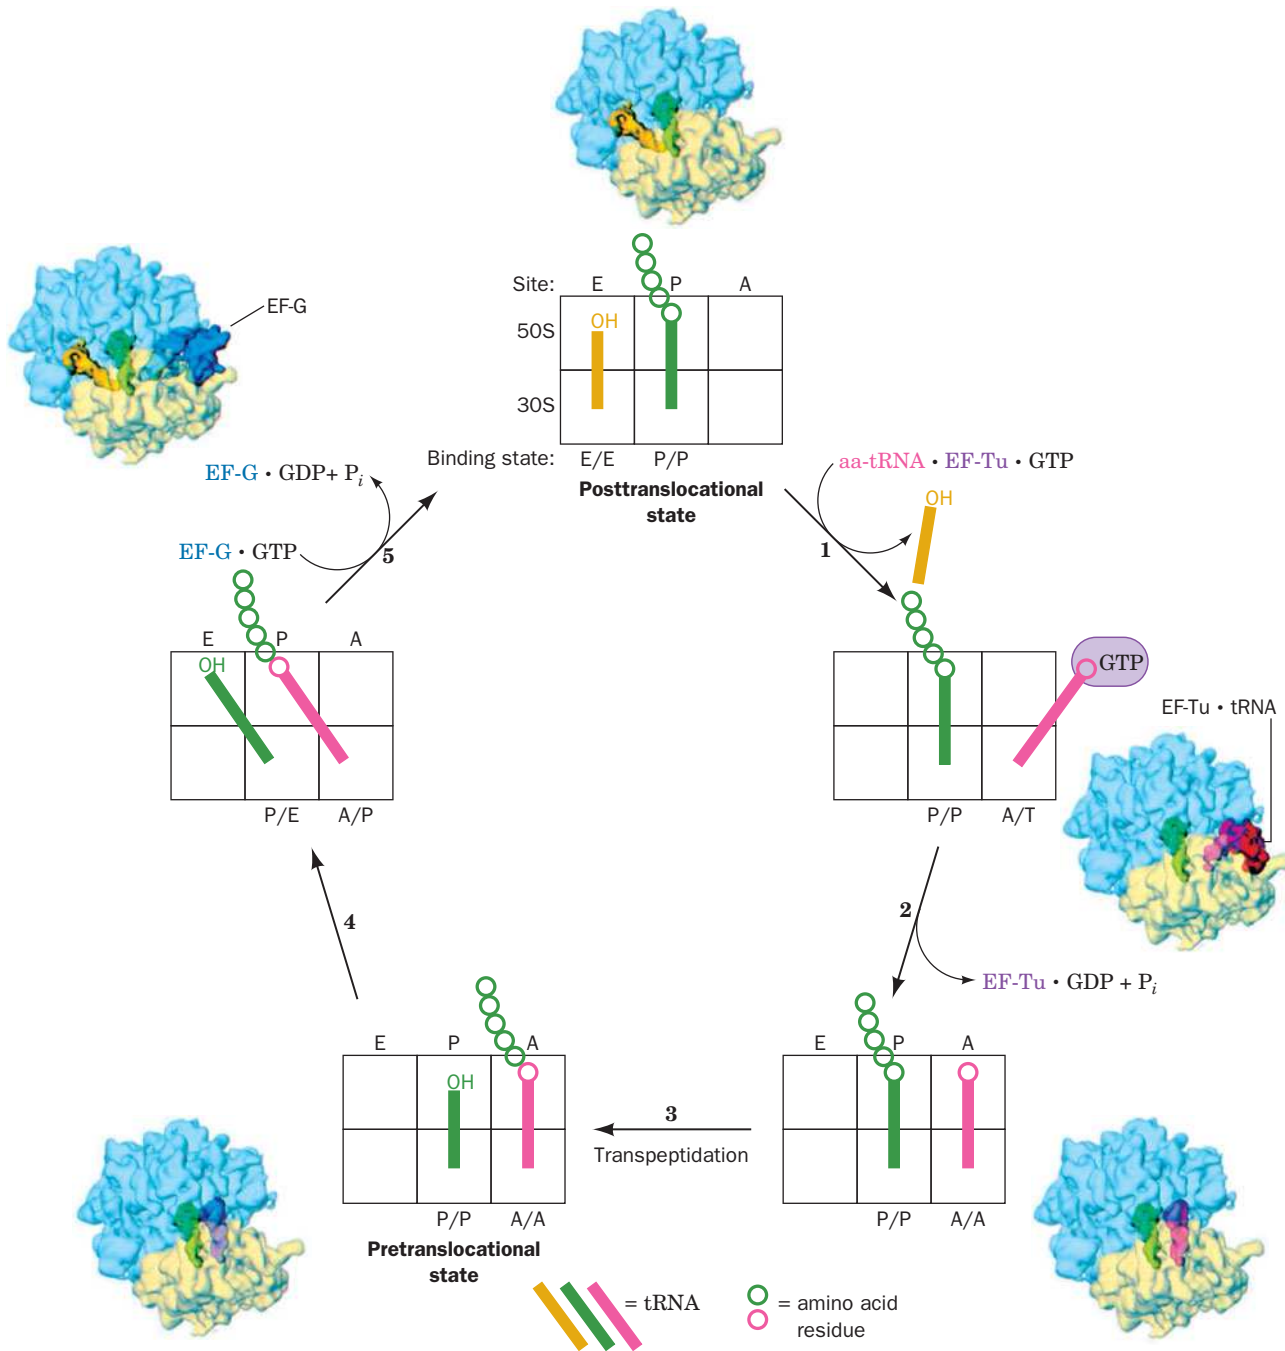 EF-G
Site: E P A
OH
50S
30S
Binding state: E/E P/P
Posttranslocational
state
aa-tRNA • EF-Tu • GTP
OH
1
GTP
P/P A/T
EF-Tu • tRNA
2
EF-Tu • GDP + Pi
E P A
P/P A/A
3
Transpeptidation
E P A
OH
P/P A/A
Pretranslocational
state
4
E P A
OH
P/E A/P
EF-G • GTP
5
EF-G • GDP+ Pi
= tRNA
= amino acid
residue